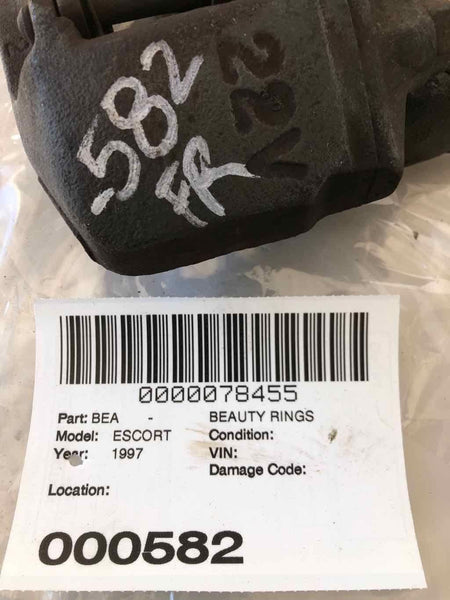 582
FR
22V
0000078455
Part: BEA - BEAUTY RINGS
Model: ESCORT Condition:
Year: 1997 VIN:
Damage Code:
Location:
000582